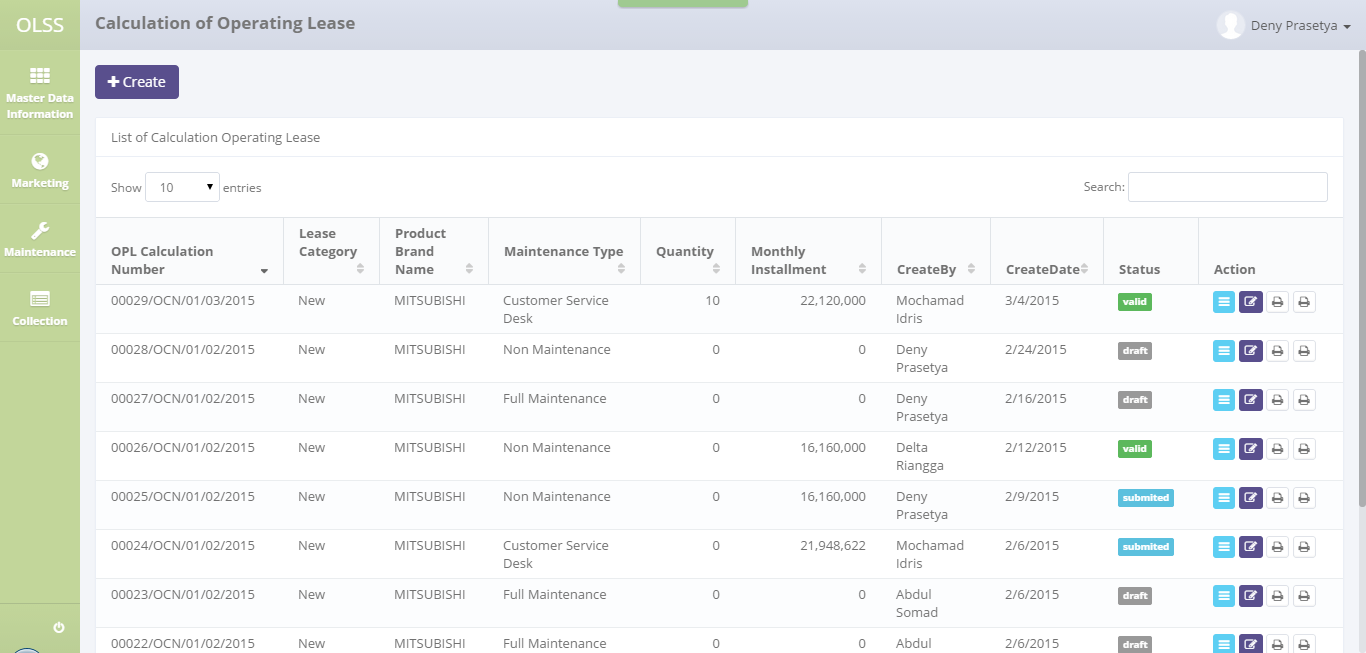 OLSS
Calculation of Operating Lease
Deny Prasetya
Master Data
Information
Marketing
Maintenance
Collection
Create
List of Calculation Operating Lease
Show 10 entries
Search:
OPL Calculation Number Lease Category Product Brand Name Maintenance Type Quantity Monthly Installment CreateBy CreateDate Status Action
00029/OCN/01/03/2015 New MITSUBISHI Customer Service Desk 10 22,120,000 Mochamad Idris 3/4/2015 valid
00028/OCN/01/02/2015 New MITSUBISHI Non Maintenance 0 0 Deny Prasetya 2/24/2015 draft
00027/OCN/01/02/2015 New MITSUBISHI Full Maintenance 0 0 Deny Prasetya 2/16/2015 draft
00026/OCN/01/02/2015 New MITSUBISHI Non Maintenance 0 16,160,000 Delta Riangga 2/12/2015 valid
00025/OCN/01/02/2015 New MITSUBISHI Non Maintenance 0 16,160,000 Deny Prasetya 2/9/2015 submited
00024/OCN/01/02/2015 New MITSUBISHI Customer Service Desk 0 21,948,622 Mochamad Idris 2/6/2015 submited
00023/OCN/01/02/2015 New MITSUBISHI Full Maintenance 0 0 Abdul Somad 2/6/2015 draft
00022/OCN/01/02/2015 New MITSUBISHI Full Maintenance 0 0 Abdul 2/6/2015 draft